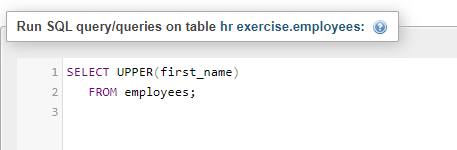 Run SQL query/queries on table hr exercise.employees:
1 SELECT UPPER(first_name)
2 FROM employees;
3